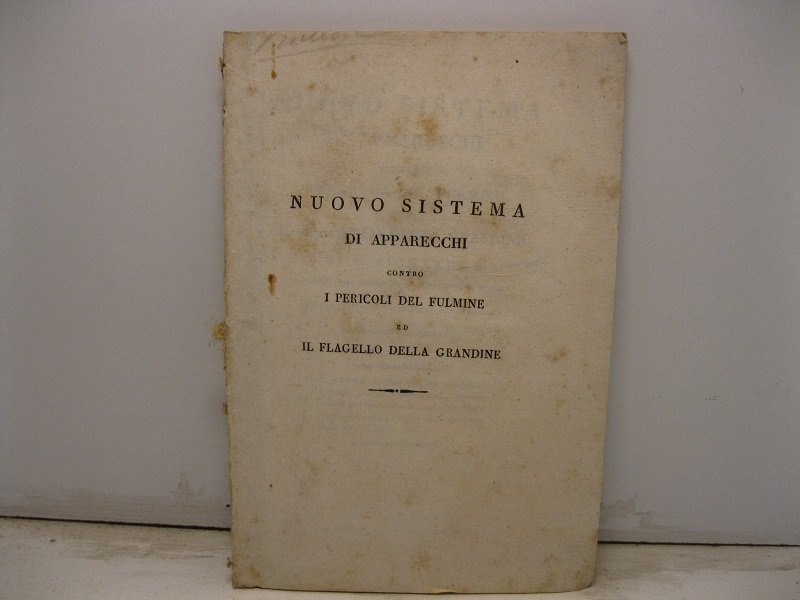 NUOVO SISTEMA
DI APPARECCHI
CONTRO
I PERICOLI DEL FULMINE
ED
IL FLAGELLO DELLA GRANDINE